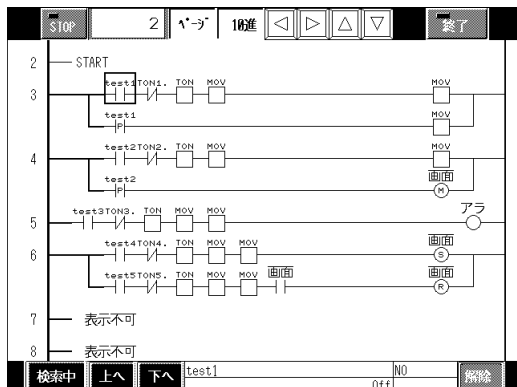 STOP 2 ﾍﾟｰｼﾞ 10進 終了
2 START
test1 TON1. TON MOV MOV
3
test1 MOV
P
test2 TON2. TON MOV MOV
4
test2 画面
P M
test3 TON3. TON MOV MOV アラ
5
test4 TON4. TON MOV MOV MOV 画面
6 S
test5 TON5. TON MOV MOV MOV 画面 画面
R
7 表示不可
8 表示不可
検索中 上へ 下へ test1 NO 解除
Off